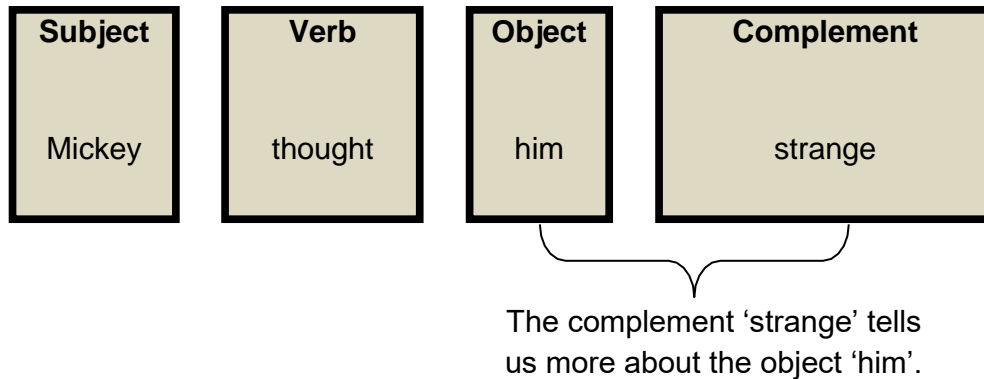 Subject Verb Object Complement
Mickey thought him strange
The complement ‘strange’ tells
us more about the object ‘him’.